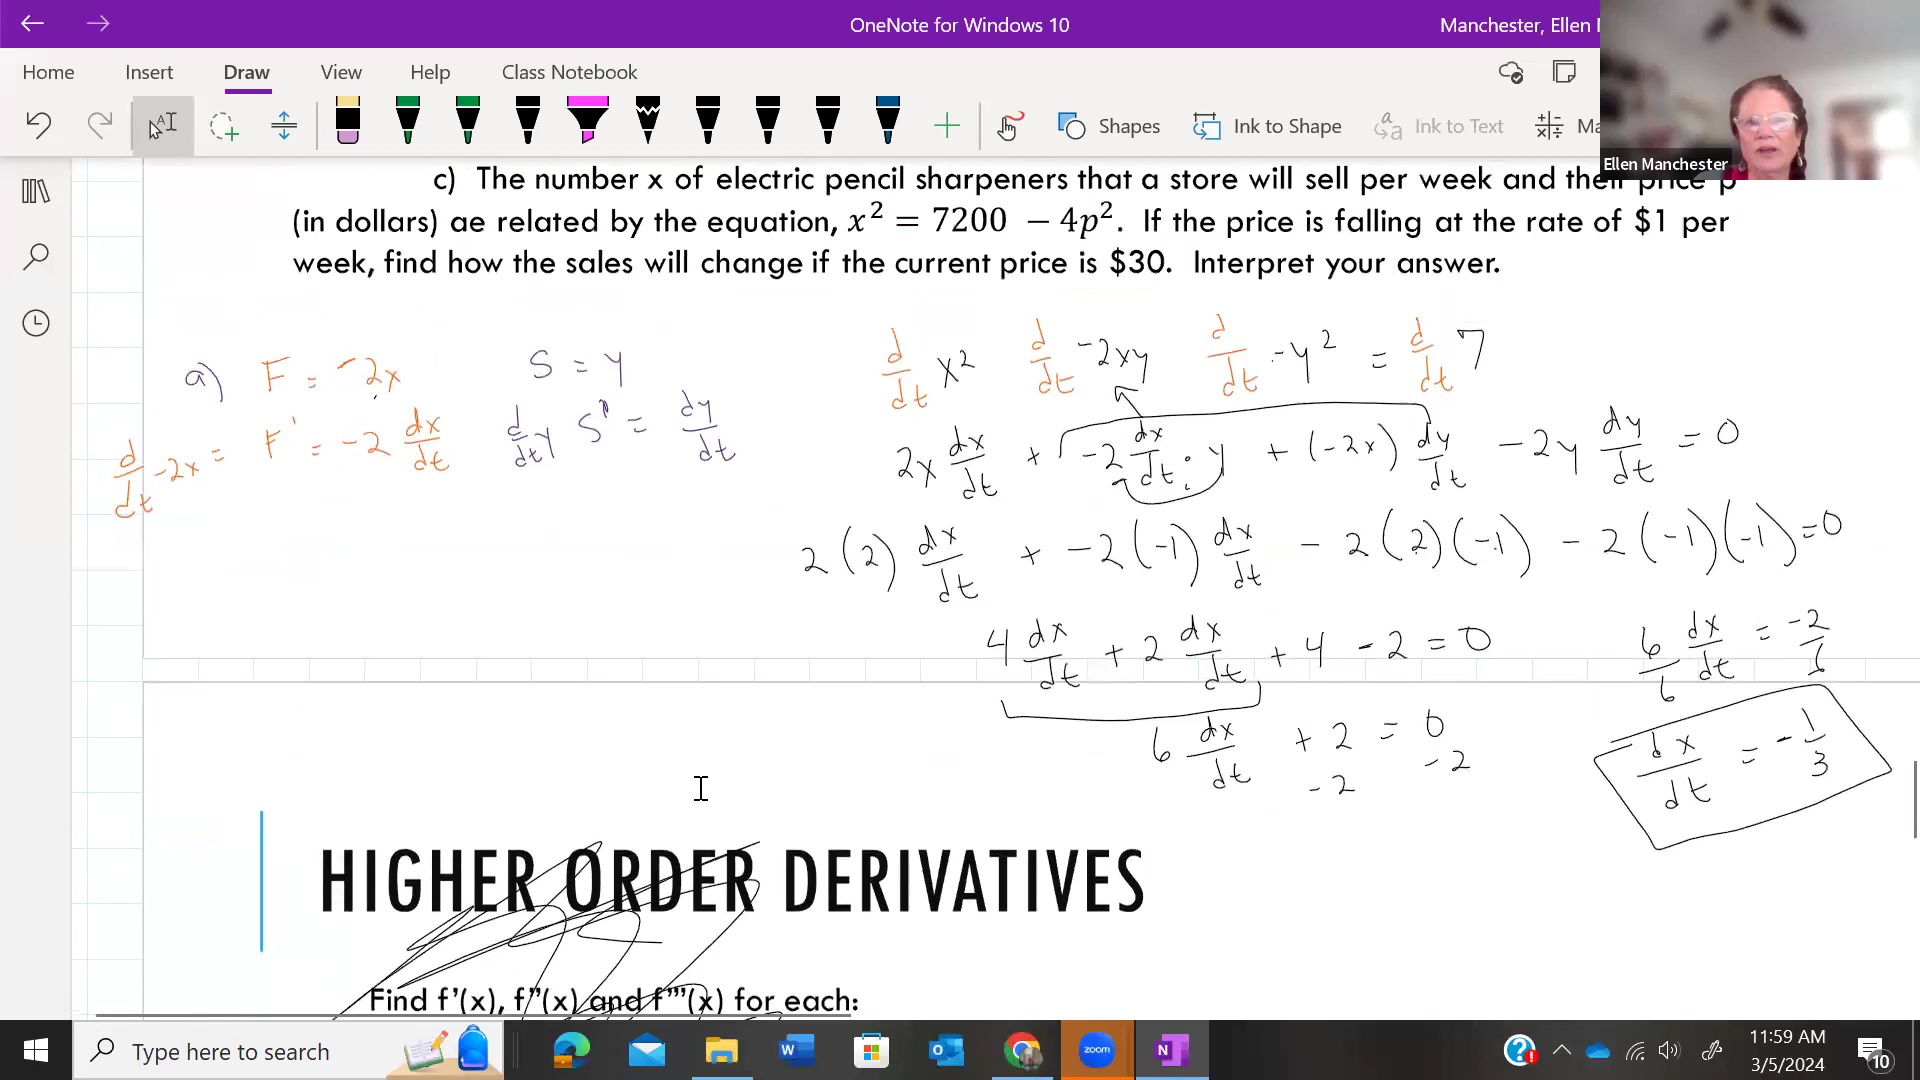 OneNote for Windows 10
Manchester, Ellen
Home Insert Draw View Help Class Notebook
Shapes Ink to Shape Ink to Text Ma
Ellen Manchester
c) The number x of electric pencil sharpeners that a store will sell per week and their price p
(in dollars) ae related by the equation, x² = 7200 − 4p². If the price is falling at the rate of $1 per
week, find how the sales will change if the current price is $30. Interpret your answer.
a) F = -2x S = y
d/dt -2x = F' = -2 dx/dt d/dt y S' = dy/dt
d/dt x² d/dt -2xy d/dt -y² = d/dt 7
2x dx/dt + -2 dx/dt · y + (-2x) dy/dt - 2y dy/dt = 0
2(2) dx/dt + -2(-1) dx/dt - 2(2)(-1) - 2(-1)(-1) = 0
4 dx/dt + 2 dx/dt + 4 - 2 = 0
6 dx/dt + 2 = 0
-2 -2
6/6 dx/dt = -2/6
dx/dt = -1/3
HIGHER ORDER DERIVATIVES
Find f'(x), f''(x) and f'''(x) for each:
Type here to search
zoom
11:59 AM
3/5/2024
10